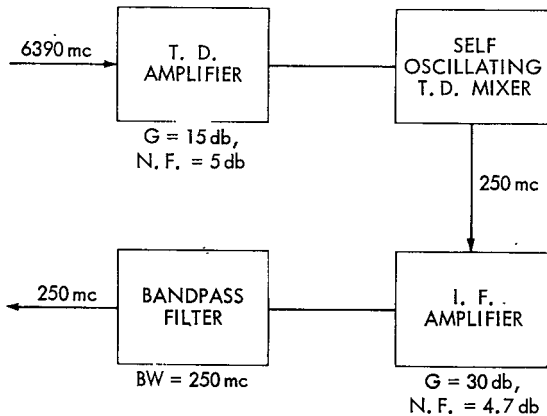 6390 mc
T. D.
AMPLIFIER
G = 15 db,
N. F. = 5 db
SELF
OSCILLATING
T. D. MIXER
250 mc
I. F.
AMPLIFIER
G = 30 db,
N. F. = 4.7 db
BANDPASS
FILTER
BW = 250 mc
250 mc